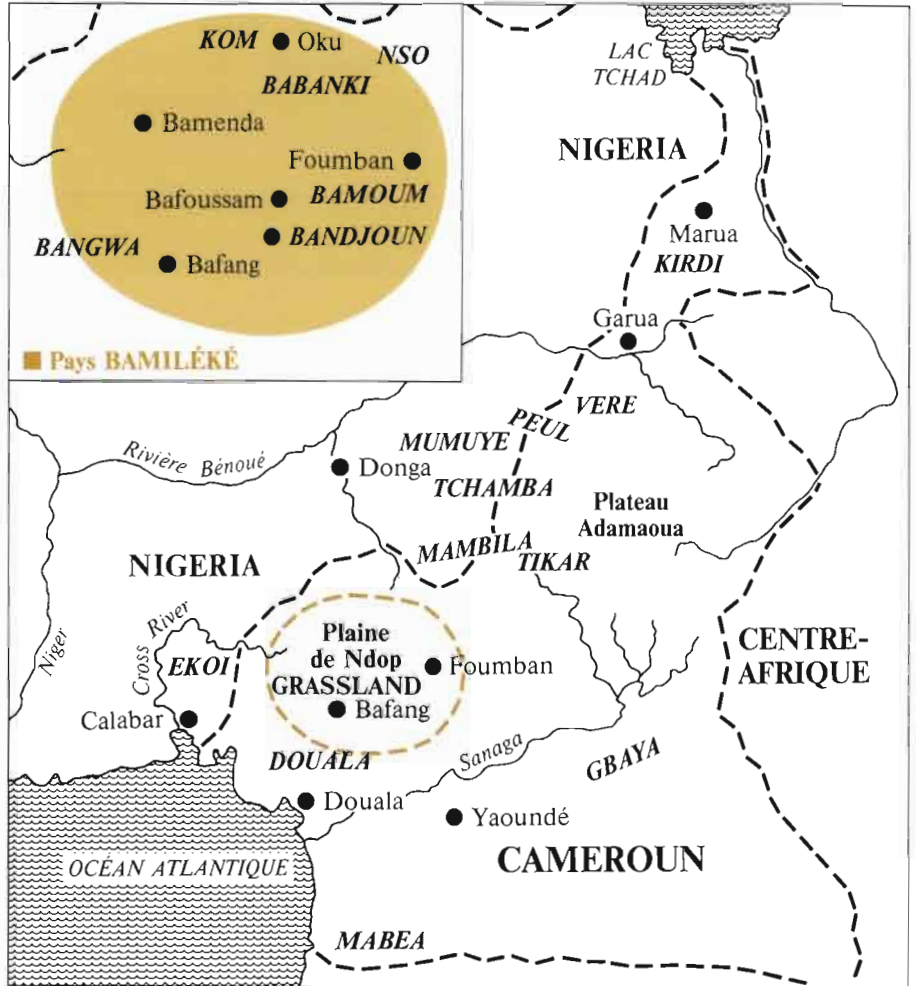 KOM
Oku
NSO
BABANKI
Bamenda
Foumban
Bafoussam
BAMOUM
BANDJOUN
BANGWA
Bafang
Pays BAMILÉKÉ
LAC
TCHAD
NIGERIA
Marua
KIRDI
Garua
VERE
PEUL
MUMUYE
Rivière Bénoué
Donga
TCHAMBA
Plateau
Adamaoua
MAMBILA
TIKAR
NIGERIA
Niger
Cross River
EKOI
Plaine
de Ndop
GRASSLAND
Foumban
Bafang
CENTRE-
AFRIQUE
Calabar
DOUALA
Sanaga
GBAYA
Douala
Yaoundé
OCÉAN ATLANTIQUE
CAMEROUN
MABEA